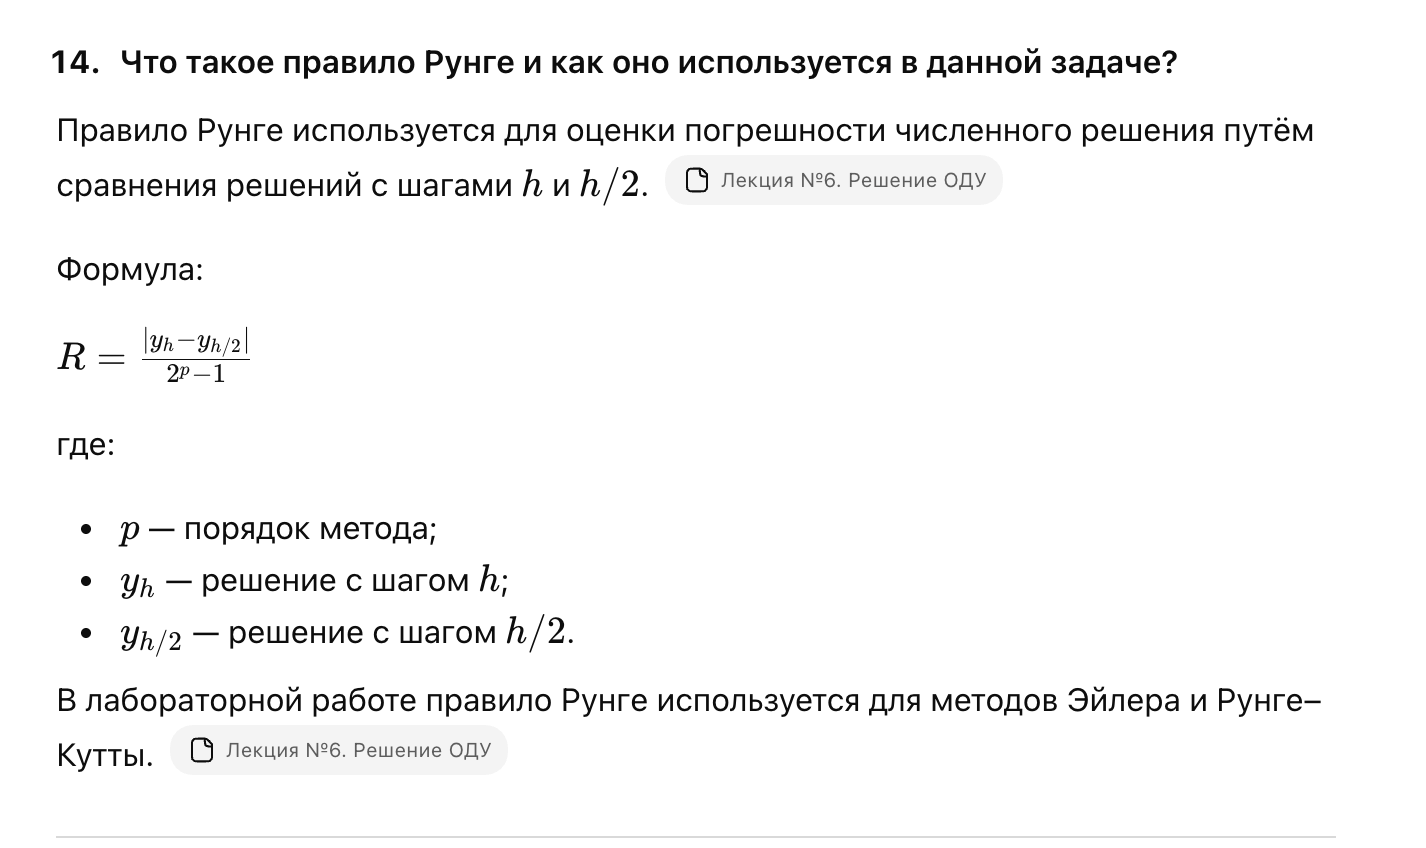 14. Что такое правило Рунге и как оно используется в данной задаче?
Правило Рунге используется для оценки погрешности численного решения путём
сравнения решений с шагами h и h/2. Лекция №6. Решение ОДУ
Формула:
R = |y_h−y_{h/2}| / 2^p−1
где:
• p — порядок метода;
• y_h — решение с шагом h;
• y_{h/2} — решение с шагом h/2.
В лабораторной работе правило Рунге используется для методов Эйлера и Рунге–
Кутты. Лекция №6. Решение ОДУ